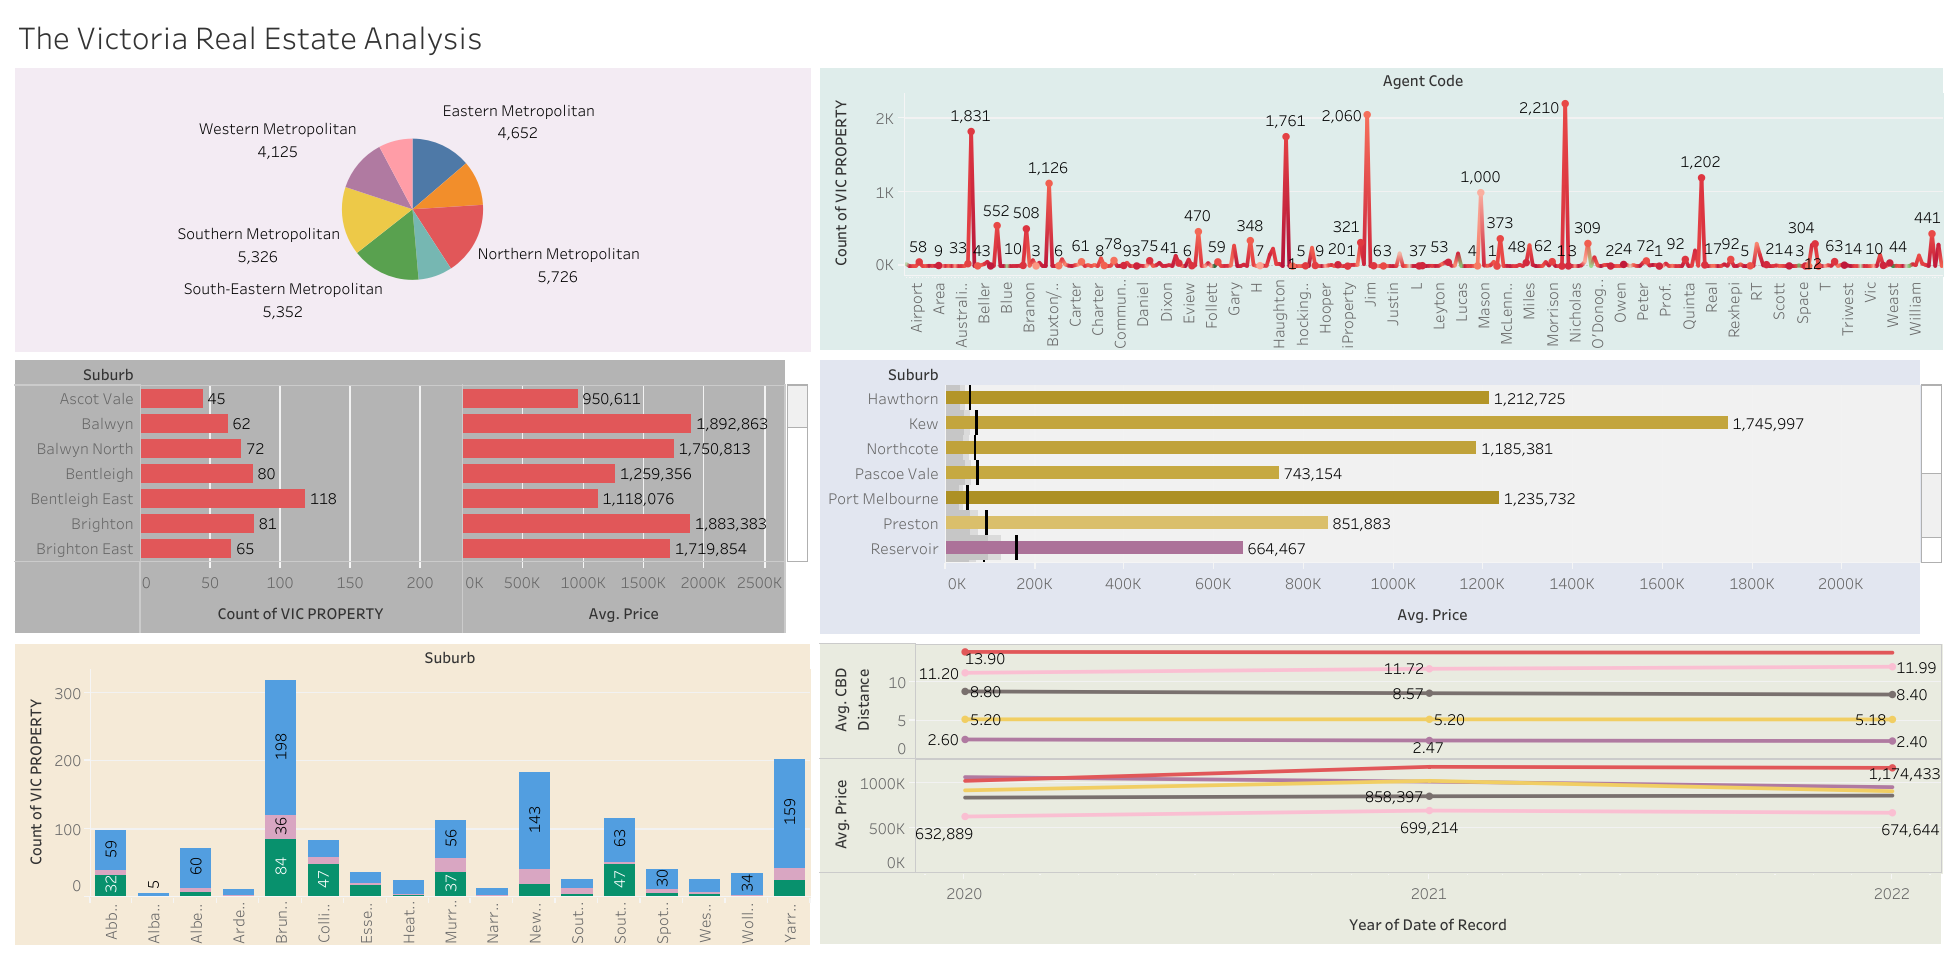 The Victoria Real Estate Analysis
Eastern Metropolitan
4,652
Western Metropolitan
4,125
Southern Metropolitan
5,326
Northern Metropolitan
5,726
South-Eastern Metropolitan
5,352
Agent Code
Count of VIC PROPERTY
2K
1K
0K
1,831
1,126
1,761
2,060
2,210
1,000
1,202
552
508
470
348
321
373
309
304
441
58
9
33
43
10
3
6
61
8
78
93
75
41
6
59
7
1
9
201
63
37
53
4
1
48
62
13
224
72
1
92
17
92
5
214
3
12
63
14
10
44
Airport
Area
Australi..
Beller
Blue
Branon
Buxton/..
Carter
Charter
Commun..
Daniel
Dixon
Eview
Follett
Gary
H
Haughton
hocking..
Hooper
iProperty
Jim
Justin
L
Leyton
Lucas
Mason
McLenn..
Miles
Morrison
Nicholas
O'Donog..
Owen
Peter
Prof.
Quinta
Real
Rexhepi
RT
Scott
Space
T
Triwest
Vic
Weast
William
Suburb
Ascot Vale 45 950,611
Balwyn 62 1,892,863
Balwyn North 72 1,750,813
Bentleigh 80 1,259,356
Bentleigh East 118 1,118,076
Brighton 81 1,883,383
Brighton East 65 1,719,854
0 50 100 150 200 0K 500K 1000K 1500K 2000K 2500K
Count of VIC PROPERTY Avg. Price
Suburb
Hawthorn 1,212,725
Kew 1,745,997
Northcote 1,185,381
Pascoe Vale 743,154
Port Melbourne 1,235,732
Preston 851,883
Reservoir 664,467
0K 200K 400K 600K 800K 1000K 1200K 1400K 1600K 1800K 2000K
Avg. Price
Suburb
Count of VIC PROPERTY
300
200
100
0
59
32
5
60
198
36
84
47
56
37
143
63
47
30
34
159
Abb..
Alba..
Albe..
Arde..
Brun..
Colli..
Esse..
Heat..
Murr..
Narr..
New..
Sout..
Sout..
Spot..
Wes..
Woll..
Yarr..
Avg. CBD
Distance
10
5
0
13.90
11.20 11.72 11.99
8.80 8.57 8.40
5.20 5.20 5.18
2.60 2.47 2.40
Avg. Price
1000K
500K
0K
1,174,433
858,397
632,889 699,214 674,644
2020 2021 2022
Year of Date of Record